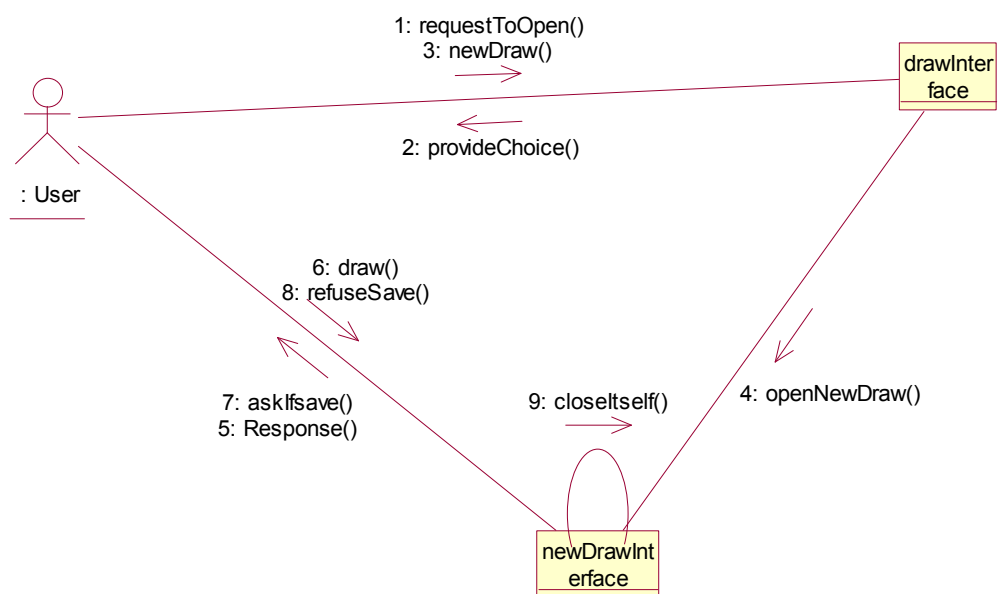 1: requestToOpen()
3: newDraw()
drawInter
face
2: provideChoice()
: User
6: draw()
8: refuseSave()
7: askIfsave()
5: Response()
9: closeItself()
4: openNewDraw()
newDrawInt
erface